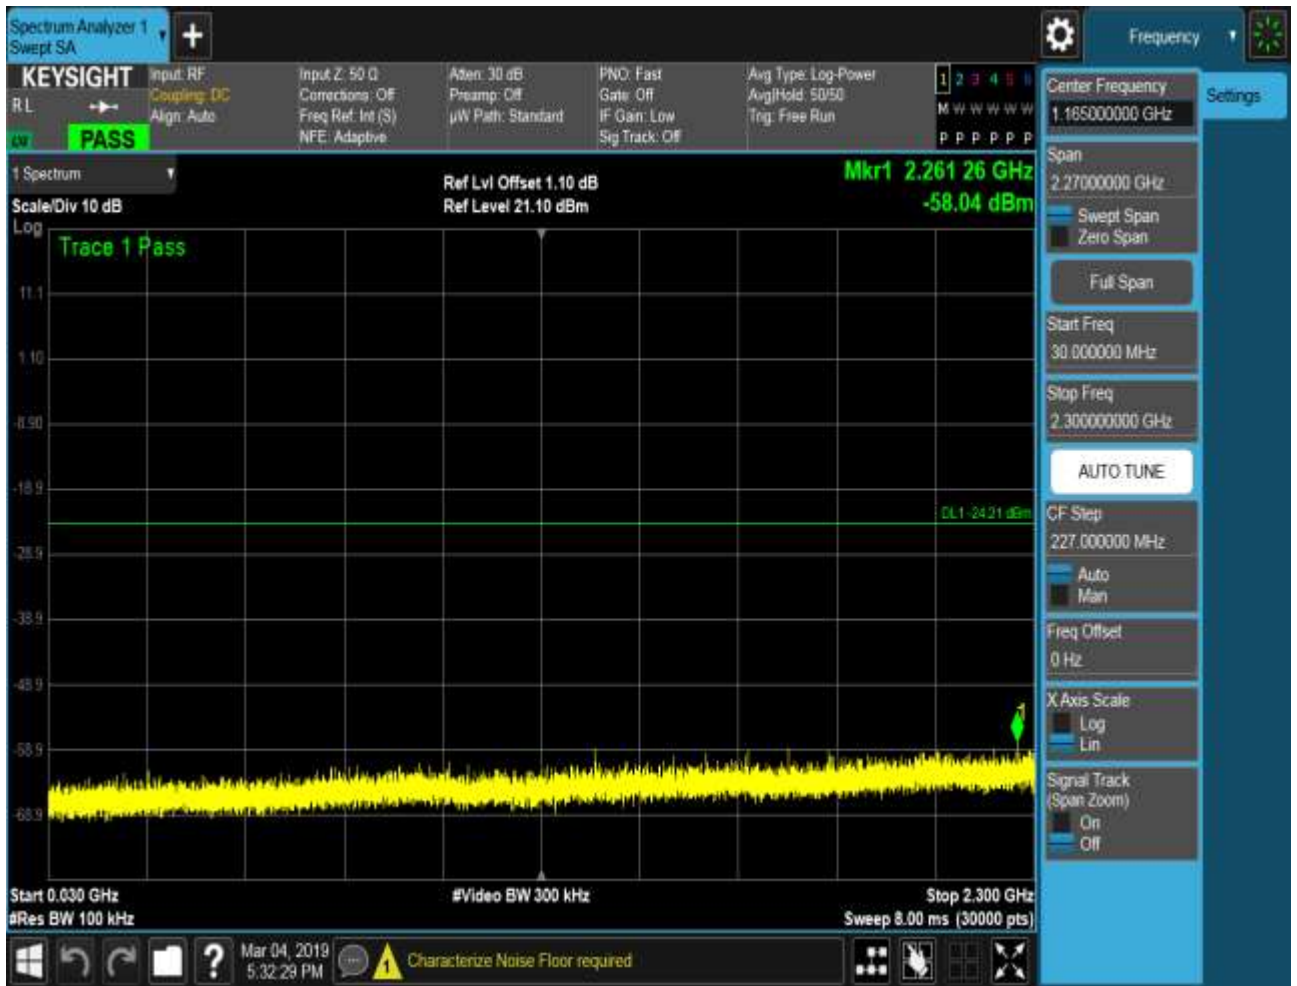 Spectrum Analyzer 1
Swept SA
+
Frequency
KEYSIGHT
R L
PASS
Input: RF
Coupling: DC
Align: Auto
Input Z: 50 Ω
Corrections: Off
Freq Ref: Int (S)
NFE: Adaptive
Atten: 30 dB
Preamp: Off
µW Path: Standard
PNO: Fast
Gate: Off
IF Gain: Low
Sig Track: Off
Avg Type: Log-Power
Avg|Hold: 50/50
Trig: Free Run
1 2 3 4 5 6
M W W W W W
P P P P P P
1 Spectrum
Scale/Div 10 dB
Ref Lvl Offset 1.10 dB
Ref Level 21.10 dBm
Mkr1 2.261 26 GHz
-58.04 dBm
Log
Trace 1 Pass
11.1
1.10
-8.90
-18.9
DL1 -24.21 dBm
-28.9
-38.9
-48.9
1
-58.9
-68.9
Start 0.030 GHz
#Res BW 100 kHz
#Video BW 300 kHz
Stop 2.300 GHz
Sweep 8.00 ms (30000 pts)
Center Frequency
1.165000000 GHz
Settings
Span
2.27000000 GHz
Swept Span
Zero Span
Full Span
Start Freq
30.000000 MHz
Stop Freq
2.300000000 GHz
AUTO TUNE
CF Step
227.000000 MHz
Auto
Man
Freq Offset
0 Hz
X Axis Scale
Log
Lin
Signal Track
(Span Zoom)
On
Off
?
Mar 04, 2019
5:32:29 PM
1
Characterize Noise Floor required